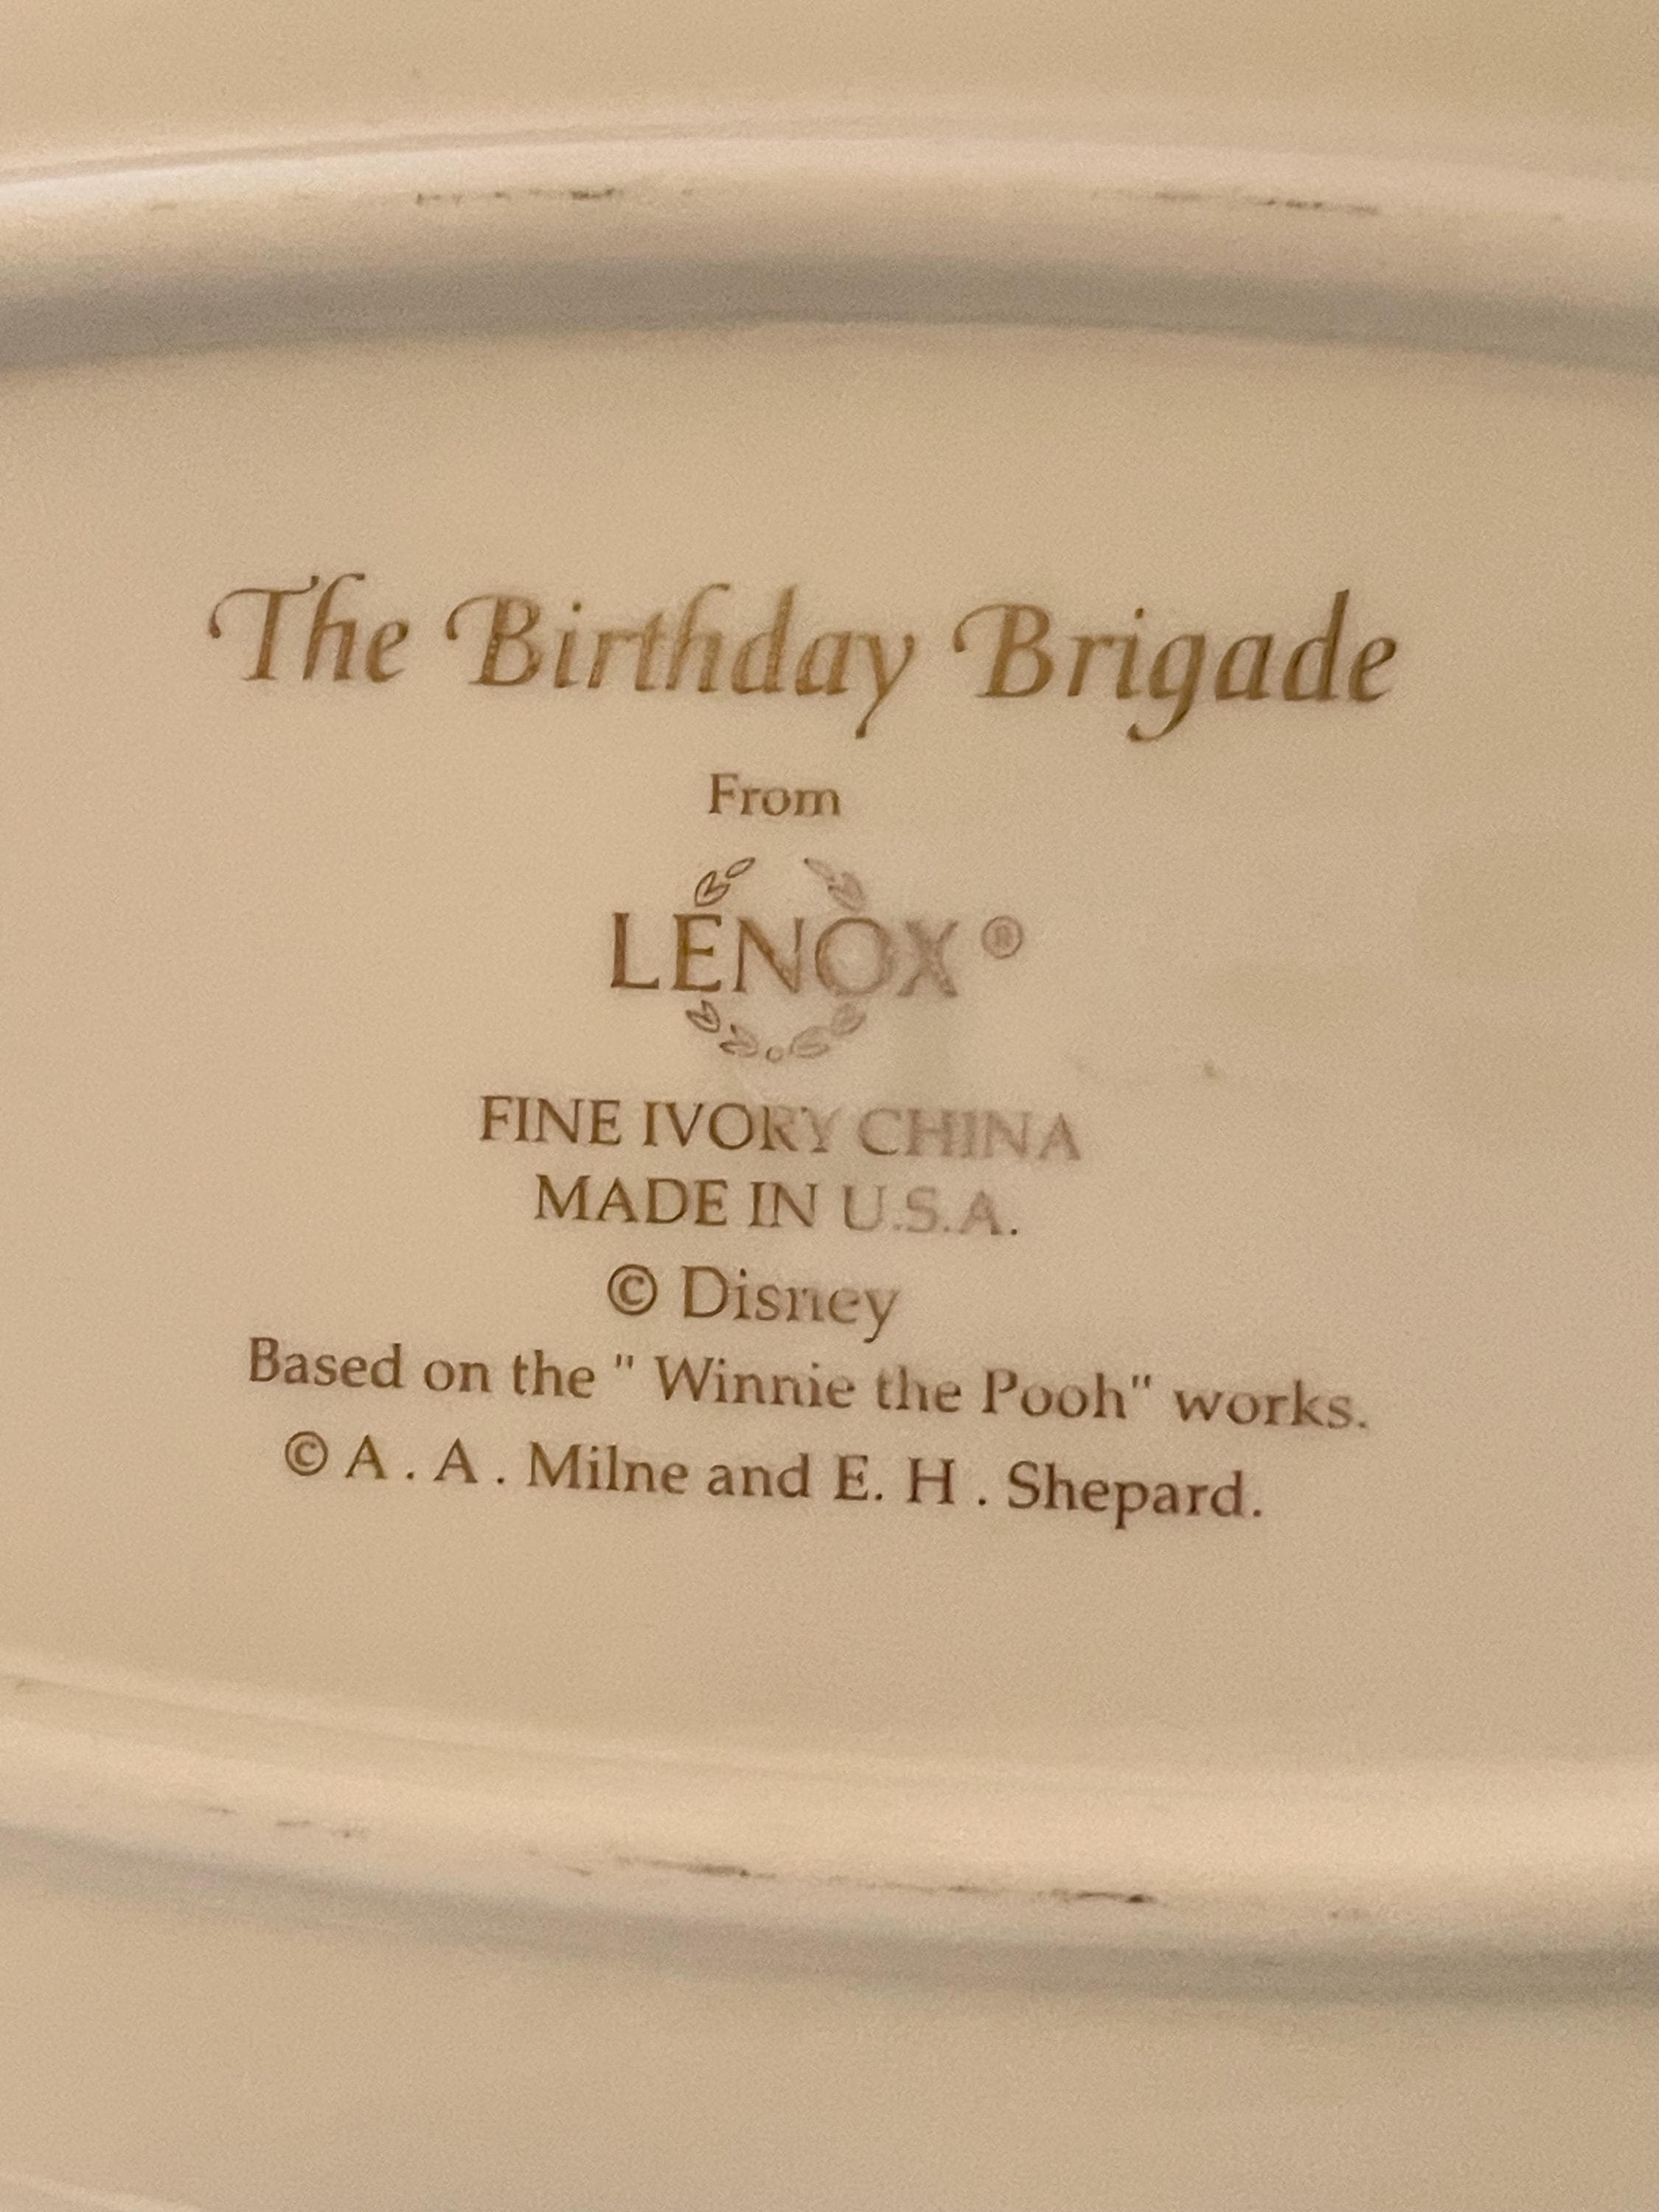 The Birthday Brigade
From
LENOX®
FINE IVORY CHINA
MADE IN U.S.A.
© Disney
Based on the " Winnie the Pooh" works.
© A . A . Milne and E. H . Shepard.